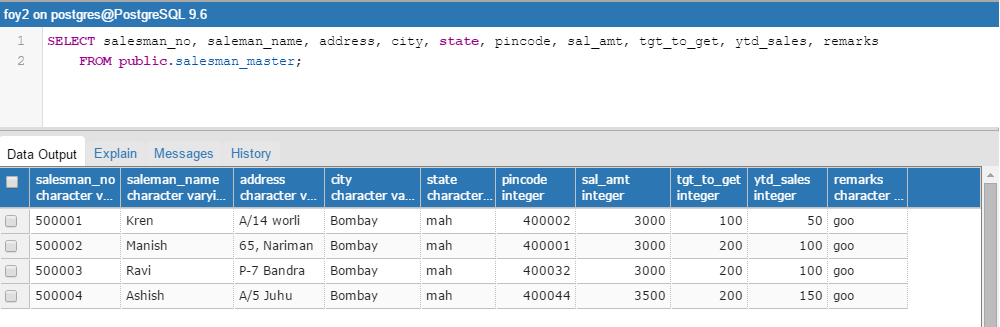 foy2 on postgres@PostgreSQL 9.6
1 SELECT salesman_no, saleman_name, address, city, state, pincode, sal_amt, tgt_to_get, ytd_sales, remarks
2 FROM public.salesman_master;
Data Output Explain Messages History
salesman_no saleman_name address city state pincode sal_amt tgt_to_get ytd_sales remarks
character v... character varyi... character v... character va... character... integer integer integer integer character ...
500001 Kren A/14 worli Bombay mah 400002 3000 100 50 goo
500002 Manish 65, Nariman Bombay mah 400001 3000 200 100 goo
500003 Ravi P-7 Bandra Bombay mah 400032 3000 200 100 goo
500004 Ashish A/5 Juhu Bombay mah 400044 3500 200 150 goo